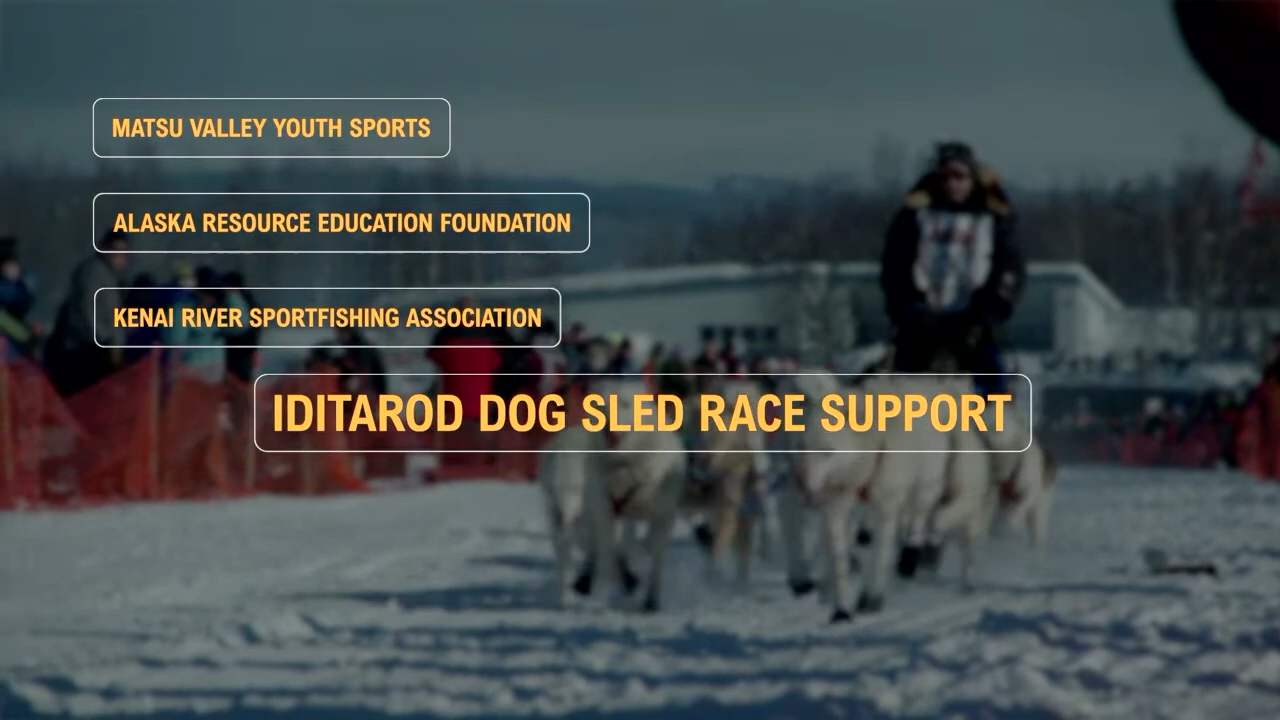 MATSU VALLEY YOUTH SPORTS
ALASKA RESOURCE EDUCATION FOUNDATION
KENAI RIVER SPORTFISHING ASSOCIATION
IDITAROD DOG SLED RACE SUPPORT